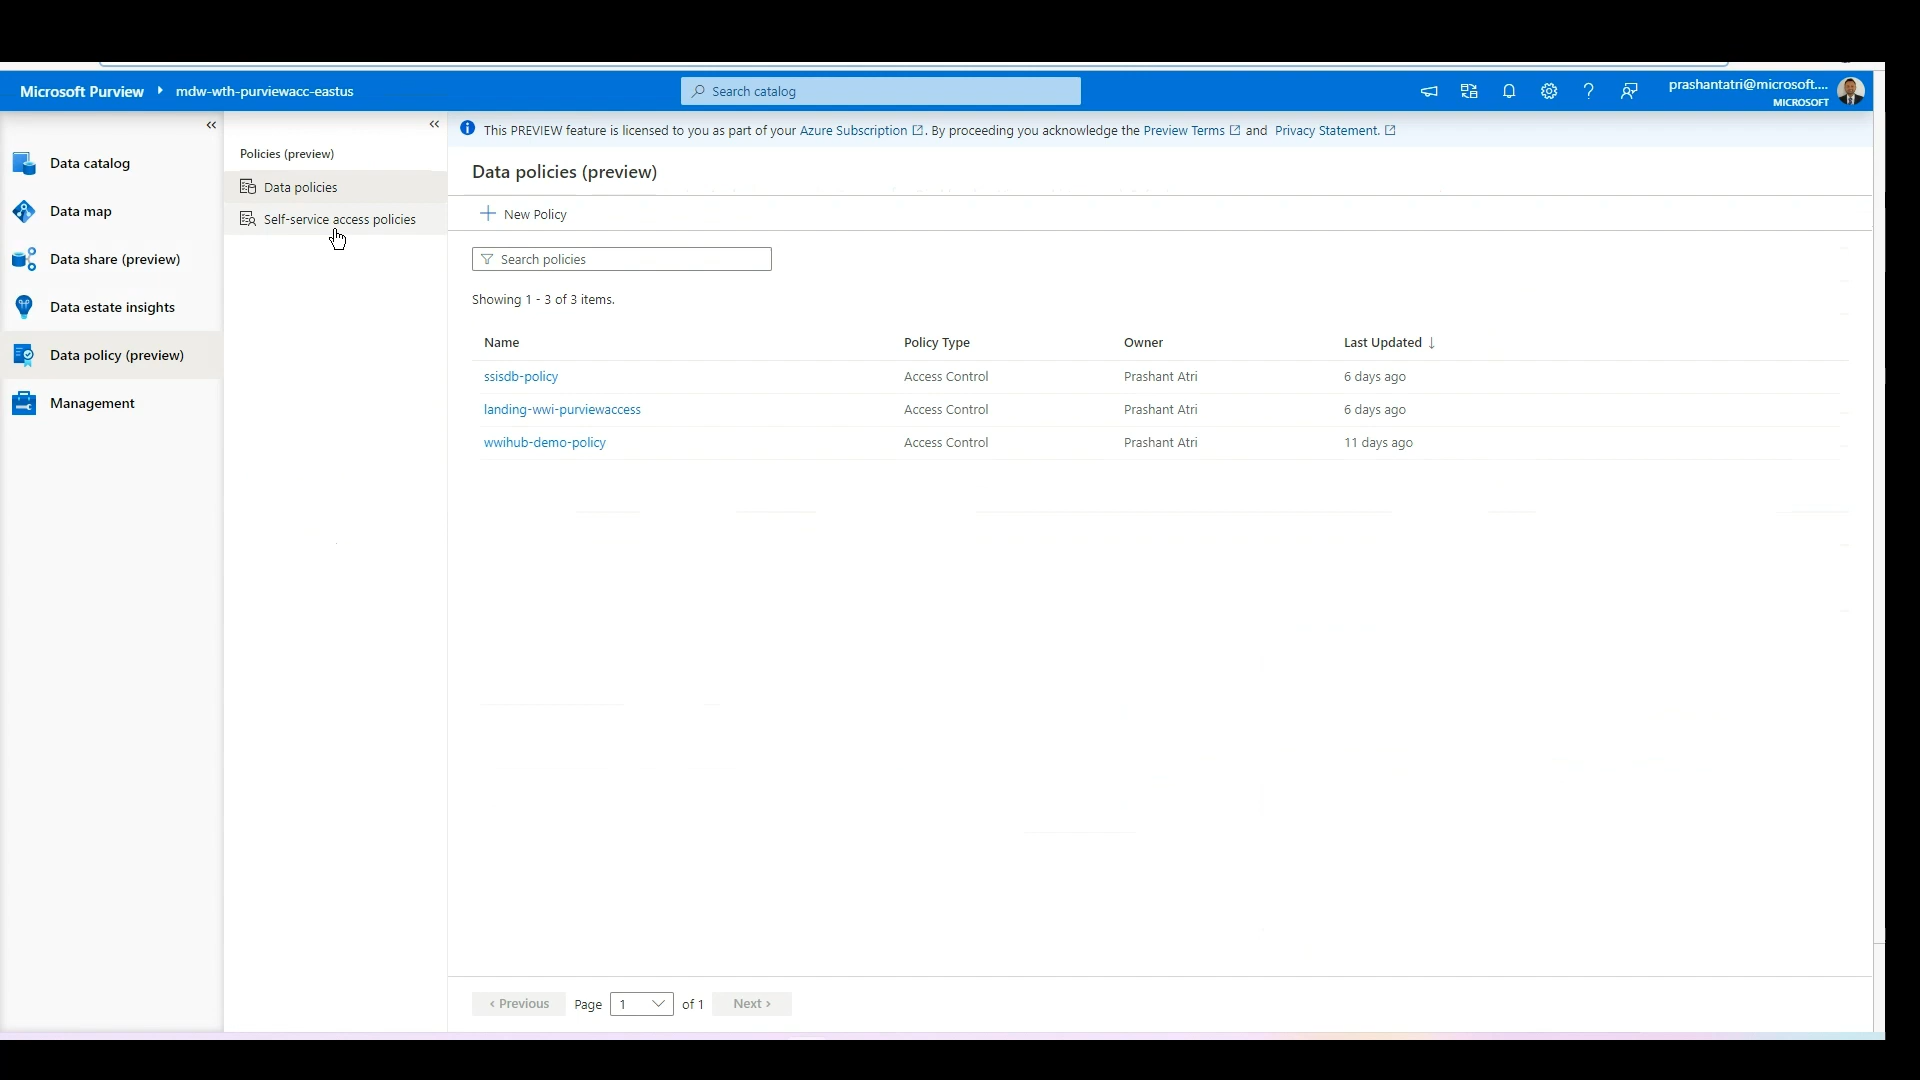 Microsoft Purview mdw-wth-purviewacc-eastus
Search catalog
prashantatri@microsoft....
MICROSOFT
Data catalog
Data map
Data share (preview)
Data estate insights
Data policy (preview)
Management
Policies (preview)
Data policies
Self-service access policies
This PREVIEW feature is licensed to you as part of your Azure Subscription . By proceeding you acknowledge the Preview Terms and Privacy Statement.
Data policies (preview)
New Policy
Search policies
Showing 1 - 3 of 3 items.
Name Policy Type Owner Last Updated ↓
ssisdb-policy Access Control Prashant Atri 6 days ago
landing-wwi-purviewaccess Access Control Prashant Atri 6 days ago
wwihub-demo-policy Access Control Prashant Atri 11 days ago
‹ Previous Page 1 of 1 Next ›